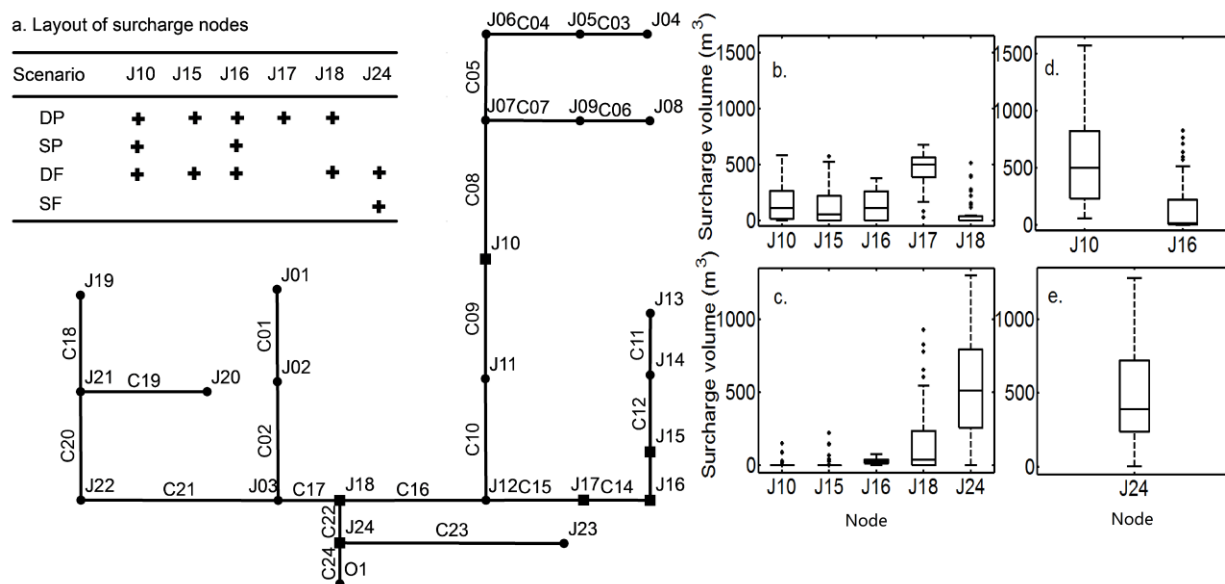 a. Layout of surcharge nodes
Scenario J10 J15 J16 J17 J18 J24
DP + + + + +
SP + +
DF + + + + +
SF +
J06 C04 J05 C03 J04
C05
J07 C07 J09 C06 J08
C08
J10
C09
J11
C10
J13
C11
J14
C12
J15
J19
C18
J21 C19 J20
C20
J01
C01
J02
C02
J22 C21 J03 C17 J18 C16 J12 C15 J17 C14 J16
C22
J24 C23 J23
C24
O1
Surcharge volume (m³)
1500
1000
500
0
b.
J10 J15 J16 J17 J18
1500
1000
500
0
d.
J10 J16
Surcharge volume (m³)
1000
500
0
c.
J10 J15 J16 J18 J24
Node
1000
500
0
e.
J24
Node